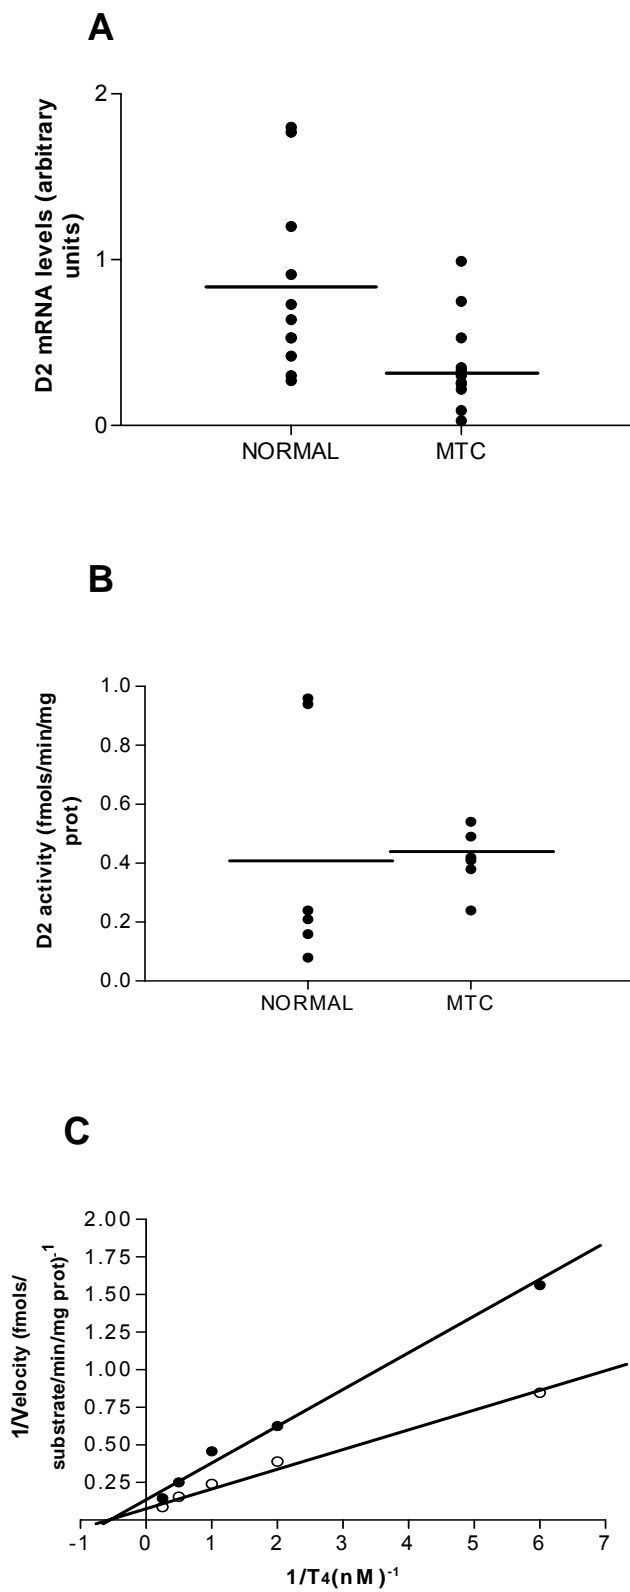 A
D2 mRNA levels (arbitrary
units)
2
1
0
NORMAL MTC
B
D2 activity (fmols/min/mg
prot)
1.0
0.8
0.6
0.4
0.2
0.0
NORMAL MTC
C
1/Velocity (fmols/
substrate/min/mg prot)-1
2.00
1.75
1.50
1.25
1.00
0.75
0.50
0.25
-1 0 1 2 3 4 5 6 7
1/T4(nM)-1